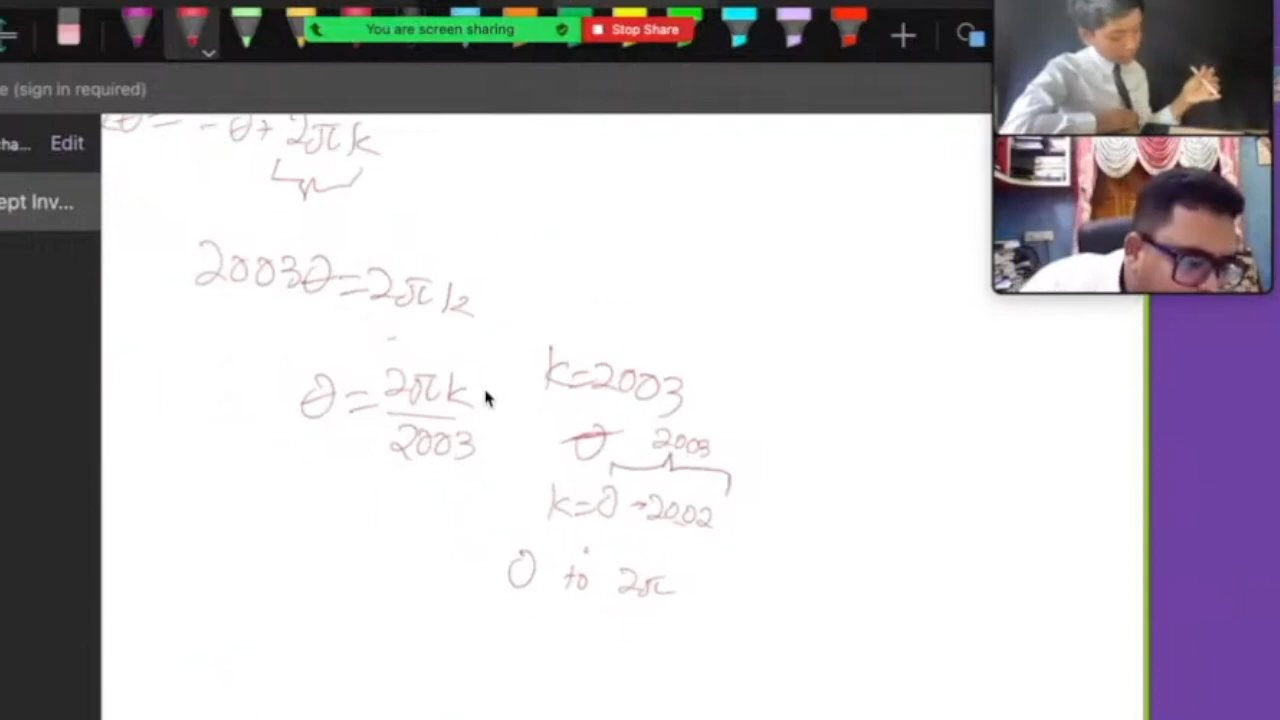 You are screen sharing
Stop Share
e (sign in required)
cha...
Edit
ept Inv...
θ = - θ + 2πk
2003θ = 2πk
θ = 2πk
2003
k=2003
θ 2003
k=0 - 2002
0 to 2π